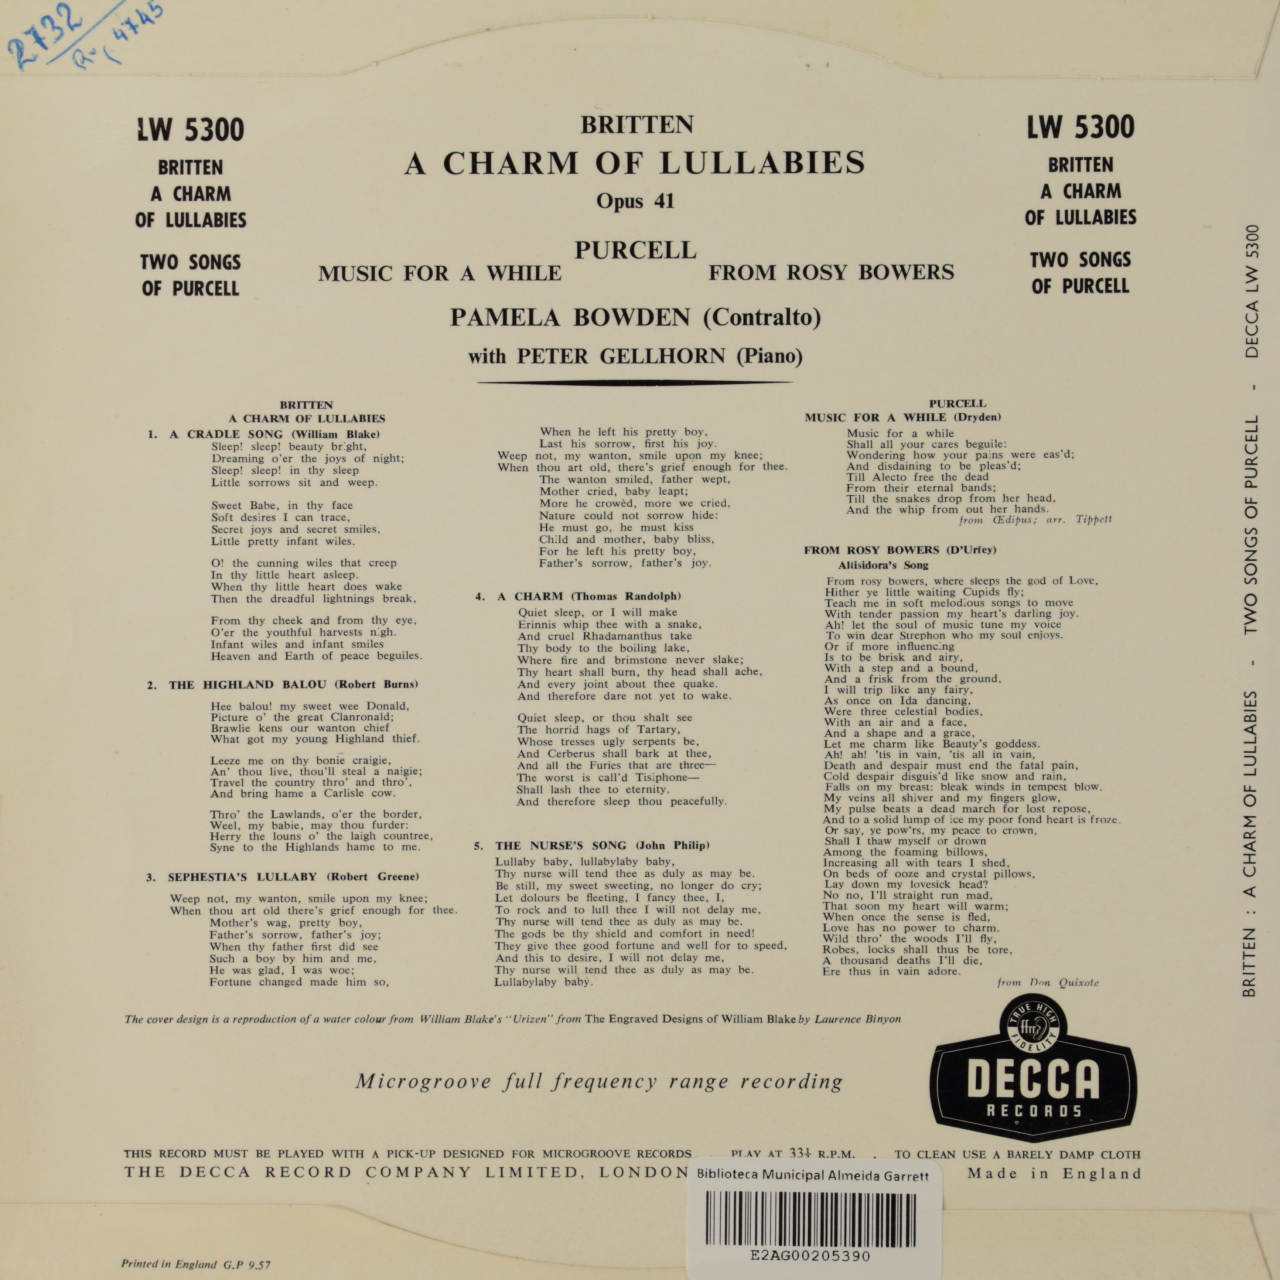 2732
4745
LW 5300
BRITTEN
A CHARM
OF LULLABIES
TWO SONGS
OF PURCELL
BRITTEN
A CHARM OF LULLABIES
Opus 41
PURCELL
MUSIC FOR A WHILE FROM ROSY BOWERS
PAMELA BOWDEN (Contralto)
with PETER GELLHORN (Piano)
LW 5300
BRITTEN
A CHARM
OF LULLABIES
TWO SONGS
OF PURCELL
BRITTEN : A CHARM OF LULLABIES - TWO SONGS OF PURCELL - DECCA LW 5300
BRITTEN
A CHARM OF LULLABIES
1. A CRADLE SONG (William Blake)
Sleep! sleep! beauty bright,
Dreaming o'er the joys of night;
Sleep! sleep! in thy sleep
Little sorrows sit and weep.
Sweet Babe, in thy face
Soft desires I can trace,
Secret joys and secret smiles,
Little pretty infant wiles.
O! the cunning wiles that creep
In thy little heart asleep.
When thy little heart does wake
Then the dreadful lightnings break,
From thy cheek and from thy eye,
O'er the youthful harvests nigh.
Infant wiles and infant smiles
Heaven and Earth of peace beguiles.
2. THE HIGHLAND BALOU (Robert Burns)
Hee balou! my sweet wee Donald,
Picture o' the great Clanronald;
Brawlie kens our wanton chief
What got my young Highland thief.
Leeze me on thy bonie craigie,
An' thou live, thou'll steal a naigie;
Travel the country thro' and thro',
And bring hame a Carlisle cow.
Thro' the Lawlands, o'er the border,
Weel, my babie, may thou furder:
Herry the louns o' the laigh countree,
Syne to the Highlands hame to me.
3. SEPHESTIA'S LULLABY (Robert Greene)
Weep not, my wanton, smile upon my knee;
When thou art old there's grief enough for thee.
Mother's wag, pretty boy,
Father's sorrow, father's joy;
When thy father first did see
Such a boy by him and me,
He was glad, I was woe;
Fortune changed made him so,
When he left his pretty boy,
Last his sorrow, first his joy.
Weep not, my wanton, smile upon my knee;
When thou art old, there's grief enough for thee.
The wanton smiled, father wept,
Mother cried, baby leapt;
More he crowèd, more we cried,
Nature could not sorrow hide:
He must go, he must kiss
Child and mother, baby bliss,
For he left his pretty boy,
Father's sorrow, father's joy.
4. A CHARM (Thomas Randolph)
Quiet sleep, or I will make
Erinnis whip thee with a snake,
And cruel Rhadamanthus take
Thy body to the boiling lake,
Where fire and brimstone never slake;
Thy heart shall burn, thy head shall ache,
And every joint about thee quake.
And therefore dare not yet to wake.
Quiet sleep, or thou shalt see
The horrid hags of Tartary,
Whose tresses ugly serpents be,
And Cerberus shall bark at thee,
And all the Furies that are three—
The worst is call'd Tisiphone—
Shall lash thee to eternity.
And therefore sleep thou peacefully.
5. THE NURSE'S SONG (John Philip)
Lullaby baby, lullabylaby baby,
Thy nurse will tend thee as duly as may be.
Be still, my sweet sweeting, no longer do cry;
Let dolours be fleeting, I fancy thee, I,
To rock and to lull thee I will not delay me,
Thy nurse will tend thee as duly as may be.
The gods be thy shield and comfort in need!
They give thee good fortune and well for to speed,
And this to desire, I will not delay me,
Thy nurse will tend thee as duly as may be.
Lullabylaby baby.
PURCELL
MUSIC FOR A WHILE (Dryden)
Music for a while
Shall all your cares beguile:
Wondering how your pains were eas'd;
And disdaining to be pleas'd;
Till Alecto free the dead
From their eternal bands;
Till the snakes drop from her head,
And the whip from out her hands.
from Œdipus; arr. Tippett
FROM ROSY BOWERS (D'Urfey)
Altisidora's Song
From rosy bowers, where sleeps the god of Love,
Hither ye little waiting Cupids fly;
Teach me in soft melodious songs to move
With tender passion my heart's darling joy.
Ah! let the soul of music tune my voice
To win dear Strephon who my soul enjoys.
Or if more influencing
Is to be brisk and airy,
With a step and a bound,
And a frisk from the ground,
I will trip like any fairy,
As once on Ida dancing,
Were three celestial bodies,
With an air and a face,
And a shape and a grace,
Let me charm like Beauty's goddess.
Ah! ah! 'tis in vain, 'tis all in vain,
Death and despair must end the fatal pain,
Cold despair disguis'd like snow and rain,
Falls on my breast: bleak winds in tempest blow,
My veins all shiver and my fingers glow,
My pulse beats a dead march for lost repose,
And to a solid lump of ice my poor fond heart is froze.
Or say, ye pow'rs, my peace to crown,
Shall I thaw myself or drown
Among the foaming billows,
Increasing all with tears I shed,
On beds of ooze and crystal pillows,
Lay down my lovesick head?
No no, I'll straight run mad,
That soon my heart will warm;
When once the sense is fled,
Love has no power to charm.
Wild thro' the woods I'll fly,
Robes, locks shall thus be tore,
A thousand deaths I'll die,
Ere thus in vain adore.
from Don Quixote
The cover design is a reproduction of a water colour from William Blake's "Urizen" from The Engraved Designs of William Blake by Laurence Binyon
Microgroove full frequency range recording
TRUE HIGH
ffrr
FIDELITY
DECCA
RECORDS
THIS RECORD MUST BE PLAYED WITH A PICK-UP DESIGNED FOR MICROGROOVE RECORDS . PLAY AT 33⅓ R.P.M. . TO CLEAN USE A BARELY DAMP CLOTH
THE DECCA RECORD COMPANY LIMITED, LONDON Made in England
Biblioteca Municipal Almeida Garrett
E2AG00205390
Printed in England G.P 9.57